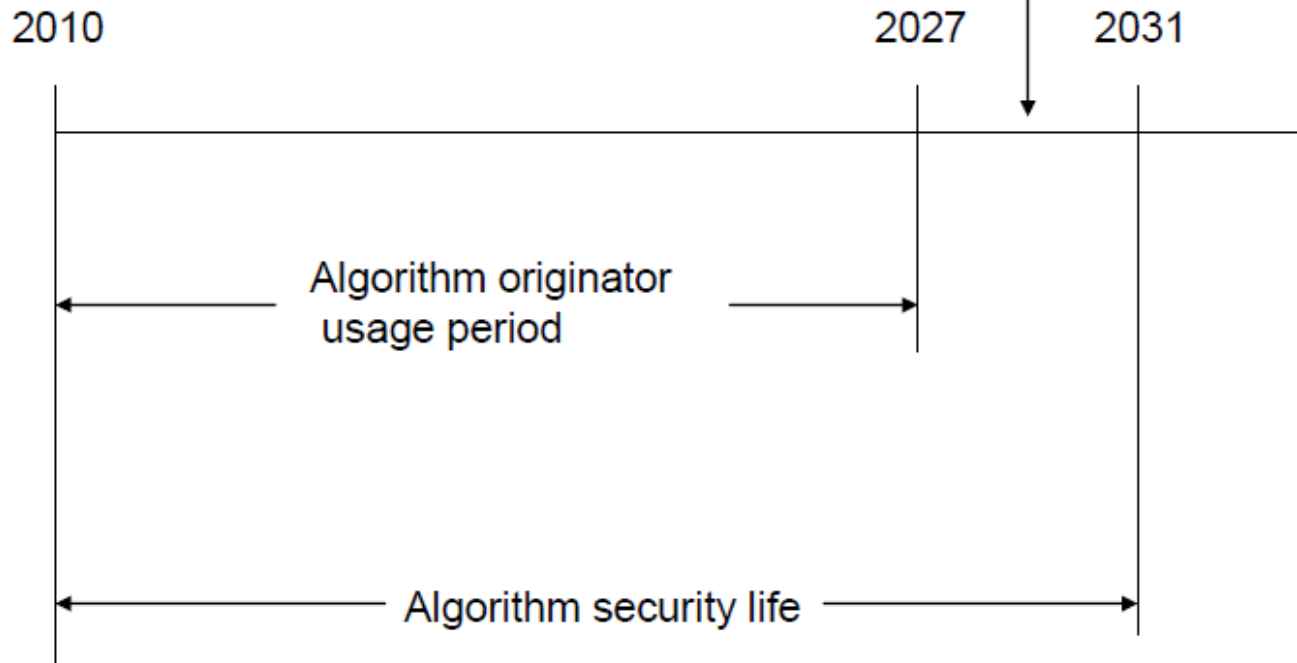 2010
2027
2031
Algorithm originator
usage period
Algorithm security life